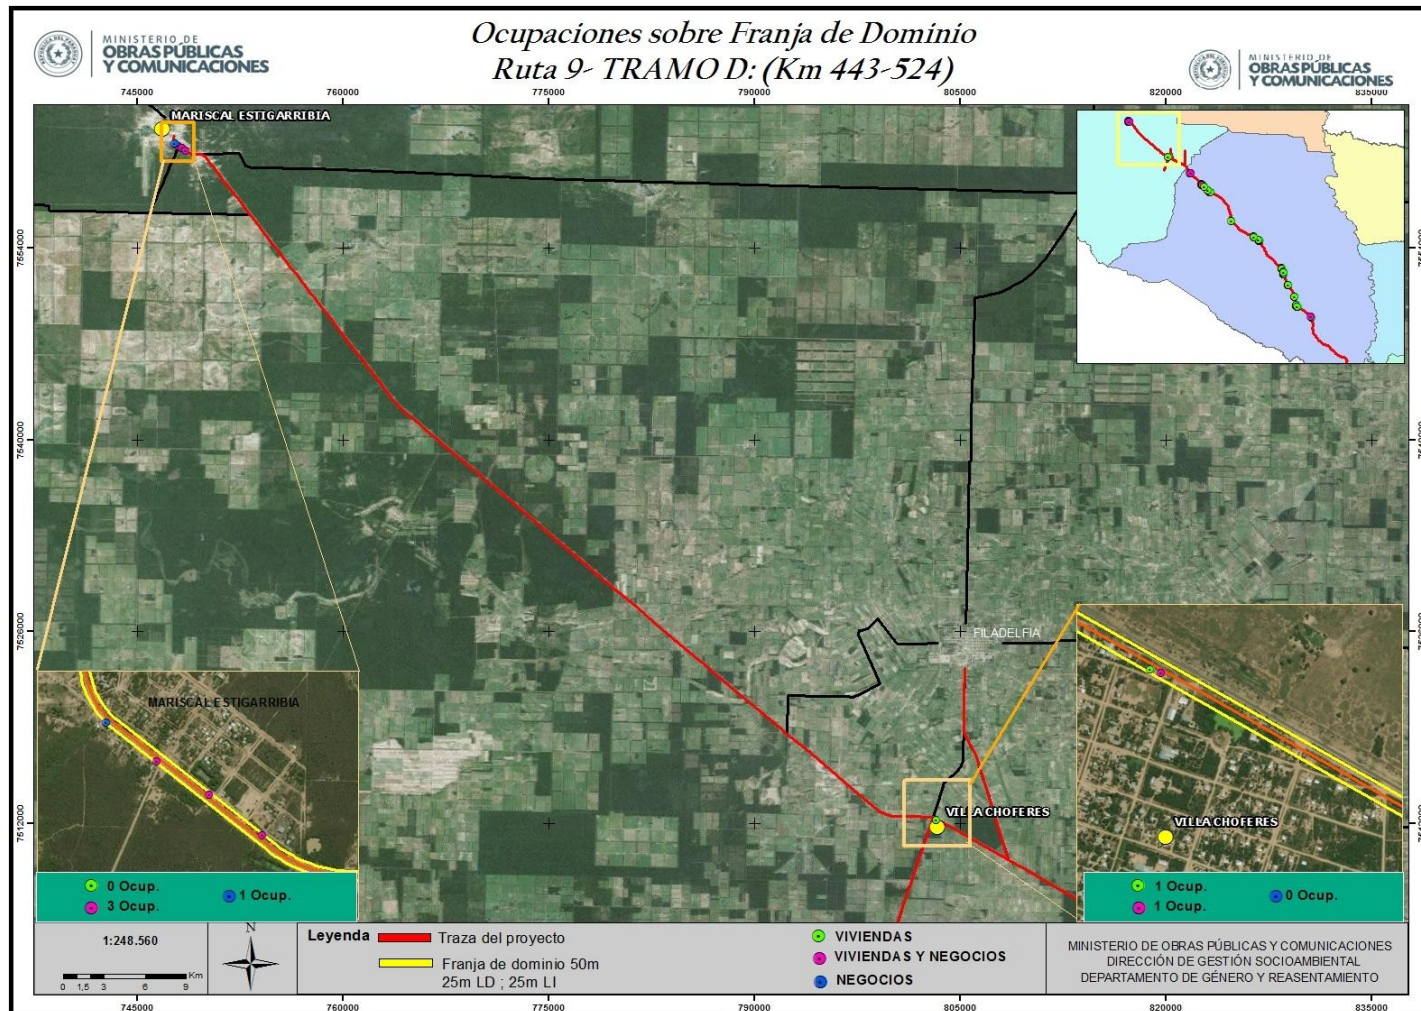 MINISTERIO DE
OBRAS PÚBLICAS
Y COMUNICACIONES
Ocupaciones sobre Franja de Dominio
Ruta 9- TRAMO D: (Km 443-524)
MINISTERIO DE
OBRAS PÚBLICAS
Y COMUNICACIONES
745000 760000 775000 790000 805000 820000 835000
MARISCAL ESTIGARRIBIA
7554000
7540000
7526000
FILADELFIA
7512000
VILLA CHOFERES
MARISCAL ESTIGARRIBIA
VILLA CHOFERES
0 Ocup.
3 Ocup.
1 Ocup.
1 Ocup.
1 Ocup.
0 Ocup.
1:248.560
Km
0 1,5 3 6 9
N
Leyenda
Traza del proyecto
Franja de dominio 50m
25m LD ; 25m LI
VIVIENDAS
VIVIENDAS Y NEGOCIOS
NEGOCIOS
MINISTERIO DE OBRAS PÚBLICAS Y COMUNICACIONES
DIRECCIÓN DE GESTIÓN SOCIOAMBIENTAL
DEPARTAMENTO DE GÉNERO Y REASENTAMIENTO
745000 760000 775000 790000 805000 820000 835000